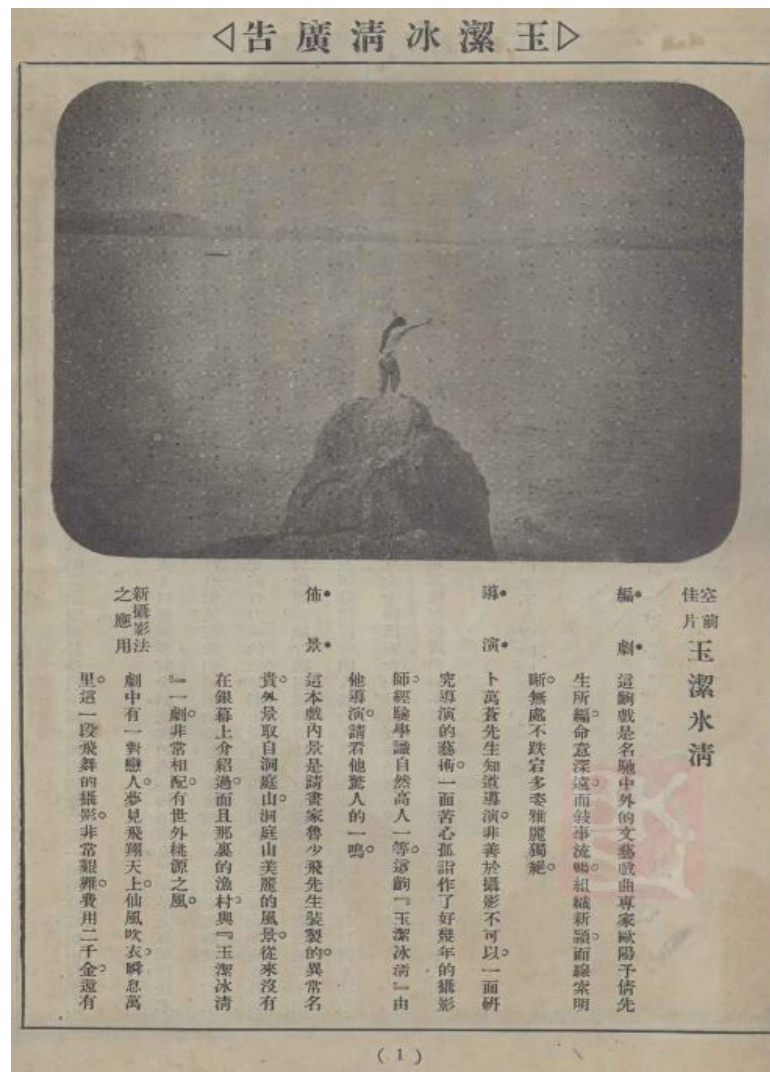 ▷玉潔冰清廣告◁
空前佳片 玉潔冰清
編劇 這齣戲是名馳中外的文藝戲曲專家歐陽予倩先
生所編。命意深遠。而敍事流暢。組織新頴。而線索明
晰。無處不跌宕多姿雅麗獨絕。
導演 卜萬蒼先生知道導演。非善於攝影不可以。一面研
究導演的藝術。一面苦心孤詣作了好幾年的攝影
師。經驗學識自然高人一等。這齣『玉潔冰清』由
他導演。請看他驚人的一鳴。
佈景 這本戲內景是請畫家魯少飛先生裝製的。異常名
貴。外景取自洞庭山。洞庭山美麗的風景。從來沒有
在銀幕上介紹過。而且那裏的漁村。與『玉潔冰清
』一劇。非常相配。有世外桃源之風。
新攝影法之應用 劇中有一對戀人。夢見飛翔天上。仙風吹衣。瞬息萬
里。這一段飛舞的攝影。非常艱難。費用二千金。還有
(1)